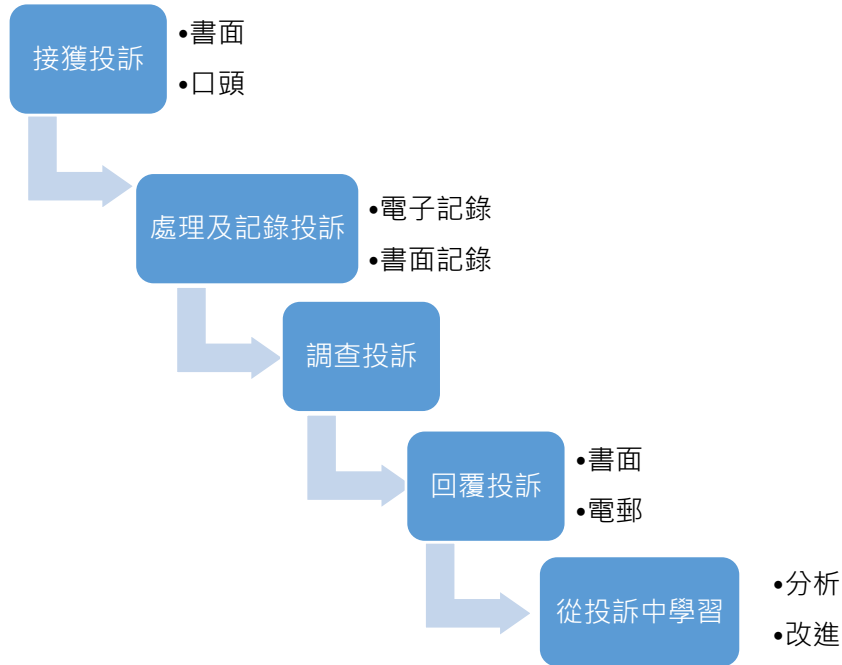 接獲投訴
•書面
•口頭
處理及記錄投訴
•電子記錄
•書面記錄
調查投訴
回覆投訴
•書面
•電郵
從投訴中學習
•分析
•改進